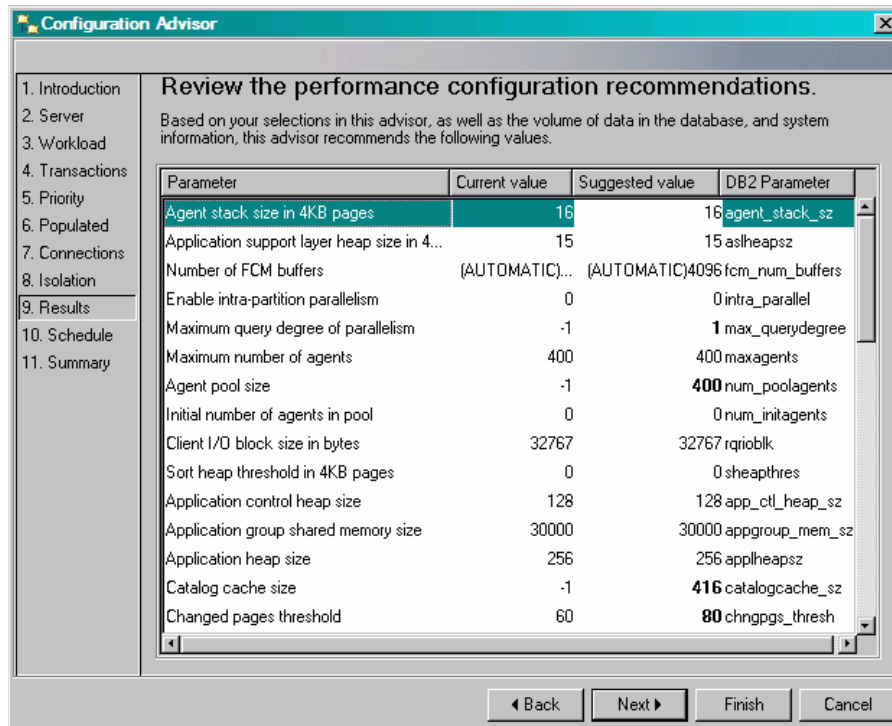 Configuration Advisor
1. Introduction
2. Server
3. Workload
4. Transactions
5. Priority
6. Populated
7. Connections
8. Isolation
9. Results
10. Schedule
11. Summary
Review the performance configuration recommendations.
Based on your selections in this advisor, as well as the volume of data in the database, and system
information, this advisor recommends the following values.
Parameter Current value Suggested value DB2 Parameter
Agent stack size in 4KB pages 16 16 agent_stack_sz
Application support layer heap size in 4... 15 15 aslheapsz
Number of FCM buffers (AUTOMATIC)... (AUTOMATIC)4096 fcm_num_buffers
Enable intra-partition parallelism 0 0 intra_parallel
Maximum query degree of parallelism -1 1 max_querydegree
Maximum number of agents 400 400 maxagents
Agent pool size -1 400 num_poolagents
Initial number of agents in pool 0 0 num_initagents
Client I/O block size in bytes 32767 32767 rqrioblk
Sort heap threshold in 4KB pages 0 0 sheapthres
Application control heap size 128 128 app_ctl_heap_sz
Application group shared memory size 30000 30000 appgroup_mem_sz
Application heap size 256 256 applheapsz
Catalog cache size -1 416 catalogcache_sz
Changed pages threshold 60 80 chngpgs_thresh
Back Next Finish Cancel